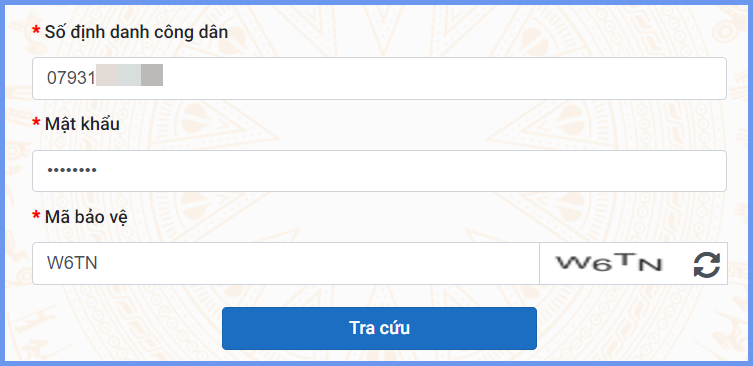 * Số định danh công dân
07931
* Mật khẩu
••••••••
* Mã bảo vệ
W6TN W6TN
Tra cứu